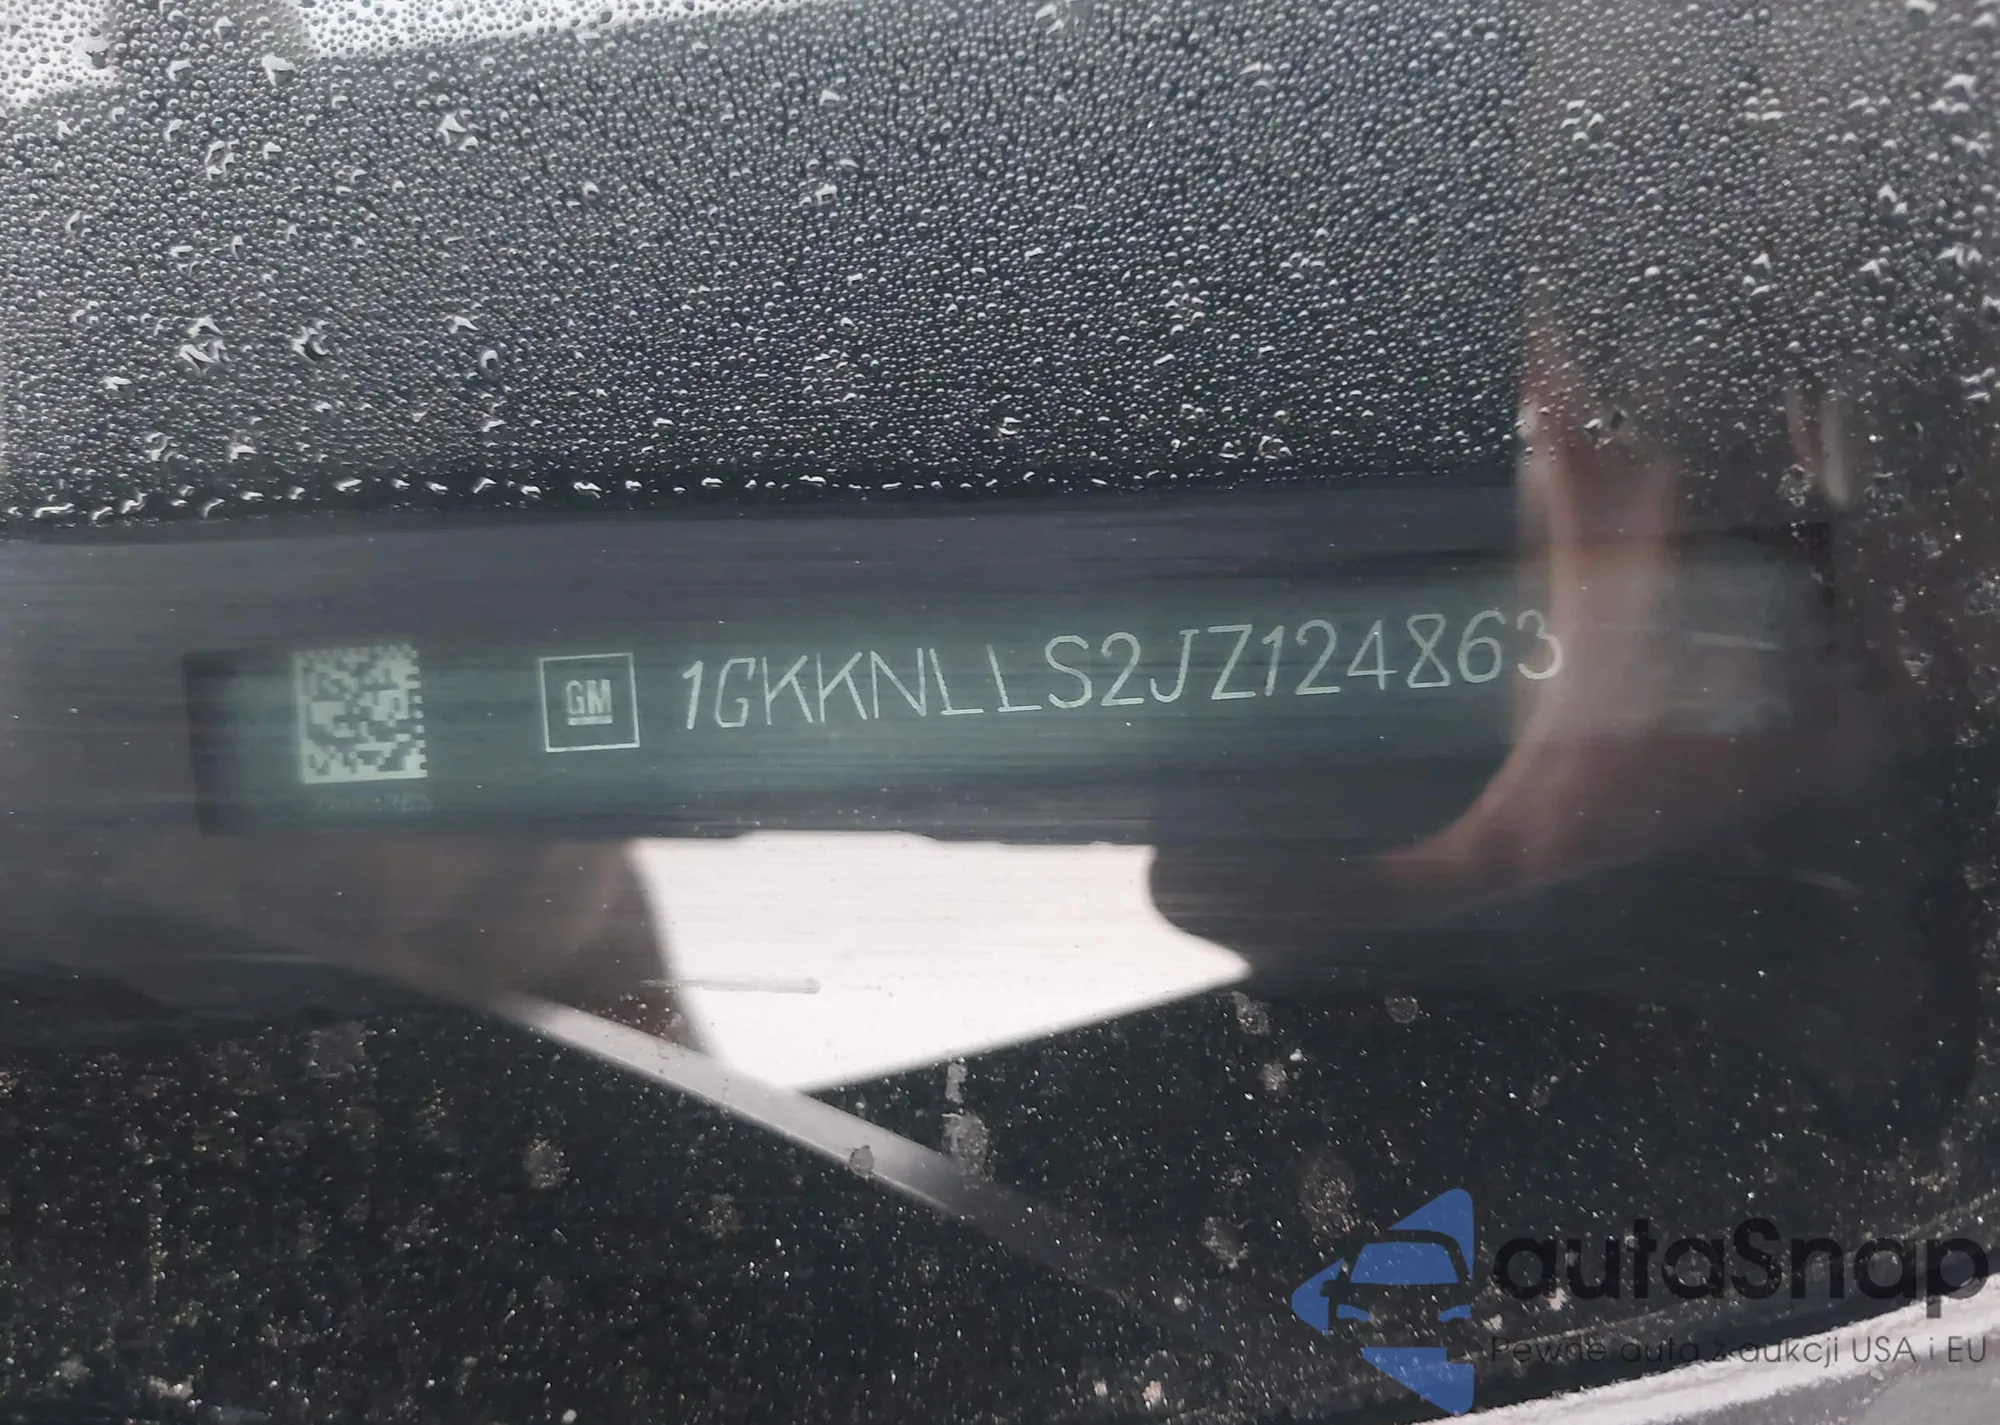 GM 1GKKNLLS2JZ124863
autaSnap
Pewne auta z aukcji USA i EU